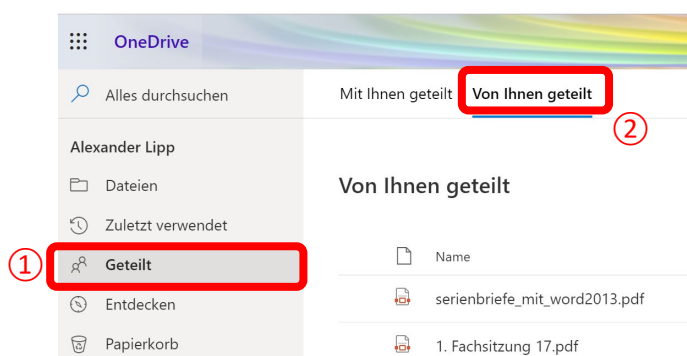 OneDrive
Alles durchsuchen
Mit Ihnen geteilt Von Ihnen geteilt
②
Alexander Lipp
Dateien
Von Ihnen geteilt
Zuletzt verwendet
① Geteilt
Name
Entdecken
serienbriefe_mit_word2013.pdf
Papierkorb
1. Fachsitzung 17.pdf